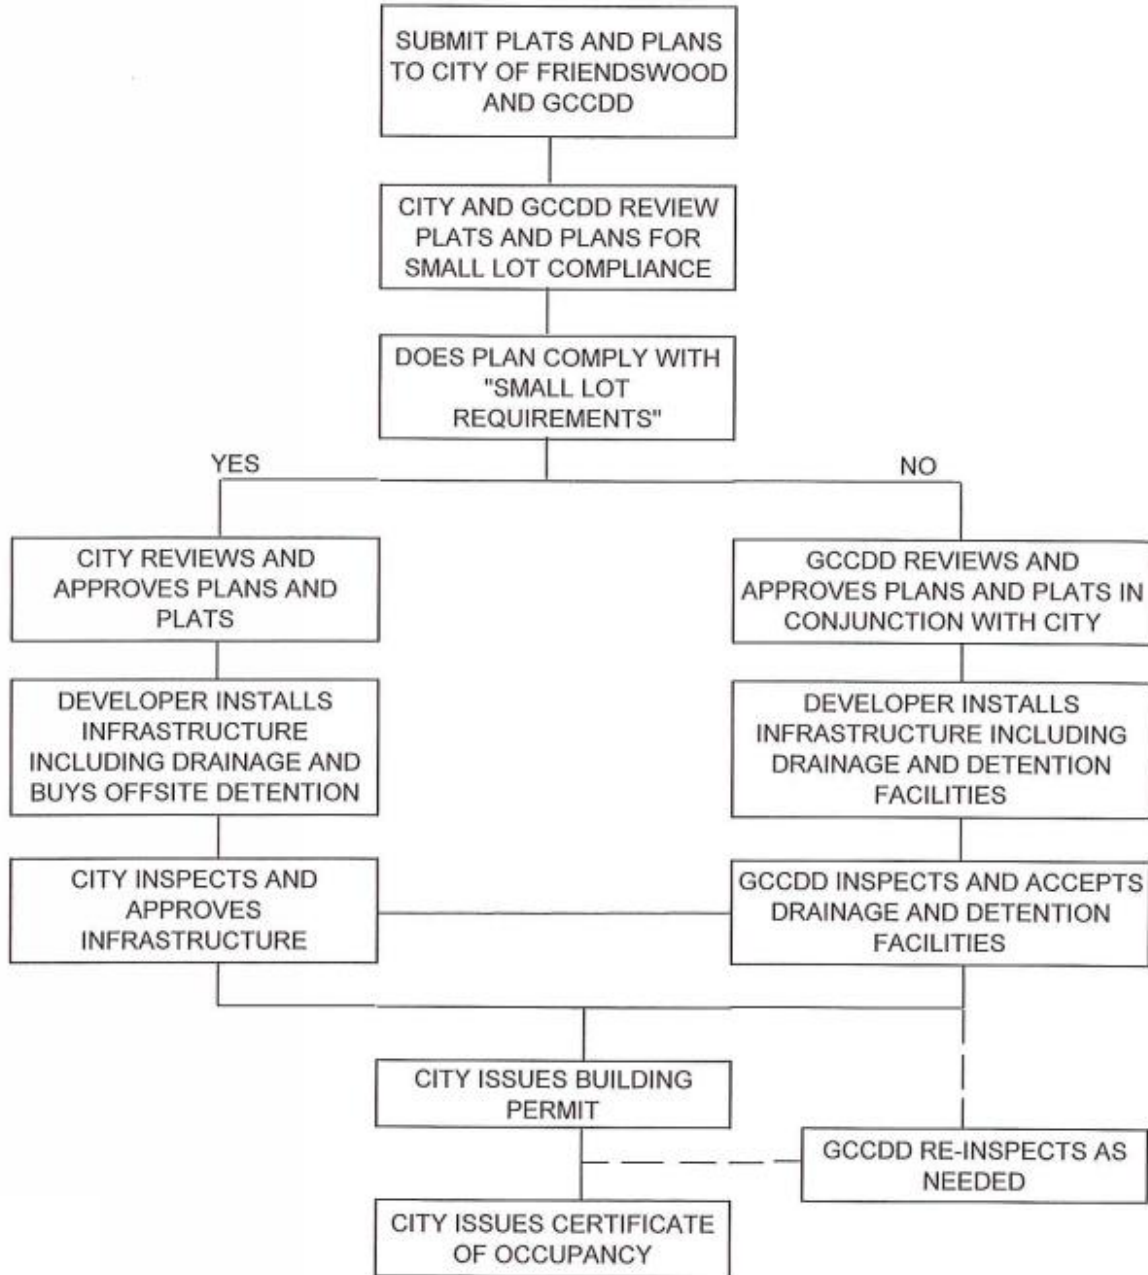 SUBMIT PLATS AND PLANS
TO CITY OF FRIENDSWOOD
AND GCCDD
CITY AND GCCDD REVIEW
PLATS AND PLANS FOR
SMALL LOT COMPLIANCE
DOES PLAN COMPLY WITH
"SMALL LOT
REQUIREMENTS"
YES
NO
CITY REVIEWS AND
APPROVES PLANS AND
PLATS
GCCDD REVIEWS AND
APPROVES PLANS AND PLATS IN
CONJUNCTION WITH CITY
DEVELOPER INSTALLS
INFRASTRUCTURE
INCLUDING DRAINAGE AND
BUYS OFFSITE DETENTION
DEVELOPER INSTALLS
INFRASTRUCTURE INCLUDING
DRAINAGE AND DETENTION
FACILITIES
CITY INSPECTS AND
APPROVES
INFRASTRUCTURE
GCCDD INSPECTS AND ACCEPTS
DRAINAGE AND DETENTION
FACILITIES
CITY ISSUES BUILDING
PERMIT
GCCDD RE-INSPECTS AS
NEEDED
CITY ISSUES CERTIFICATE
OF OCCUPANCY